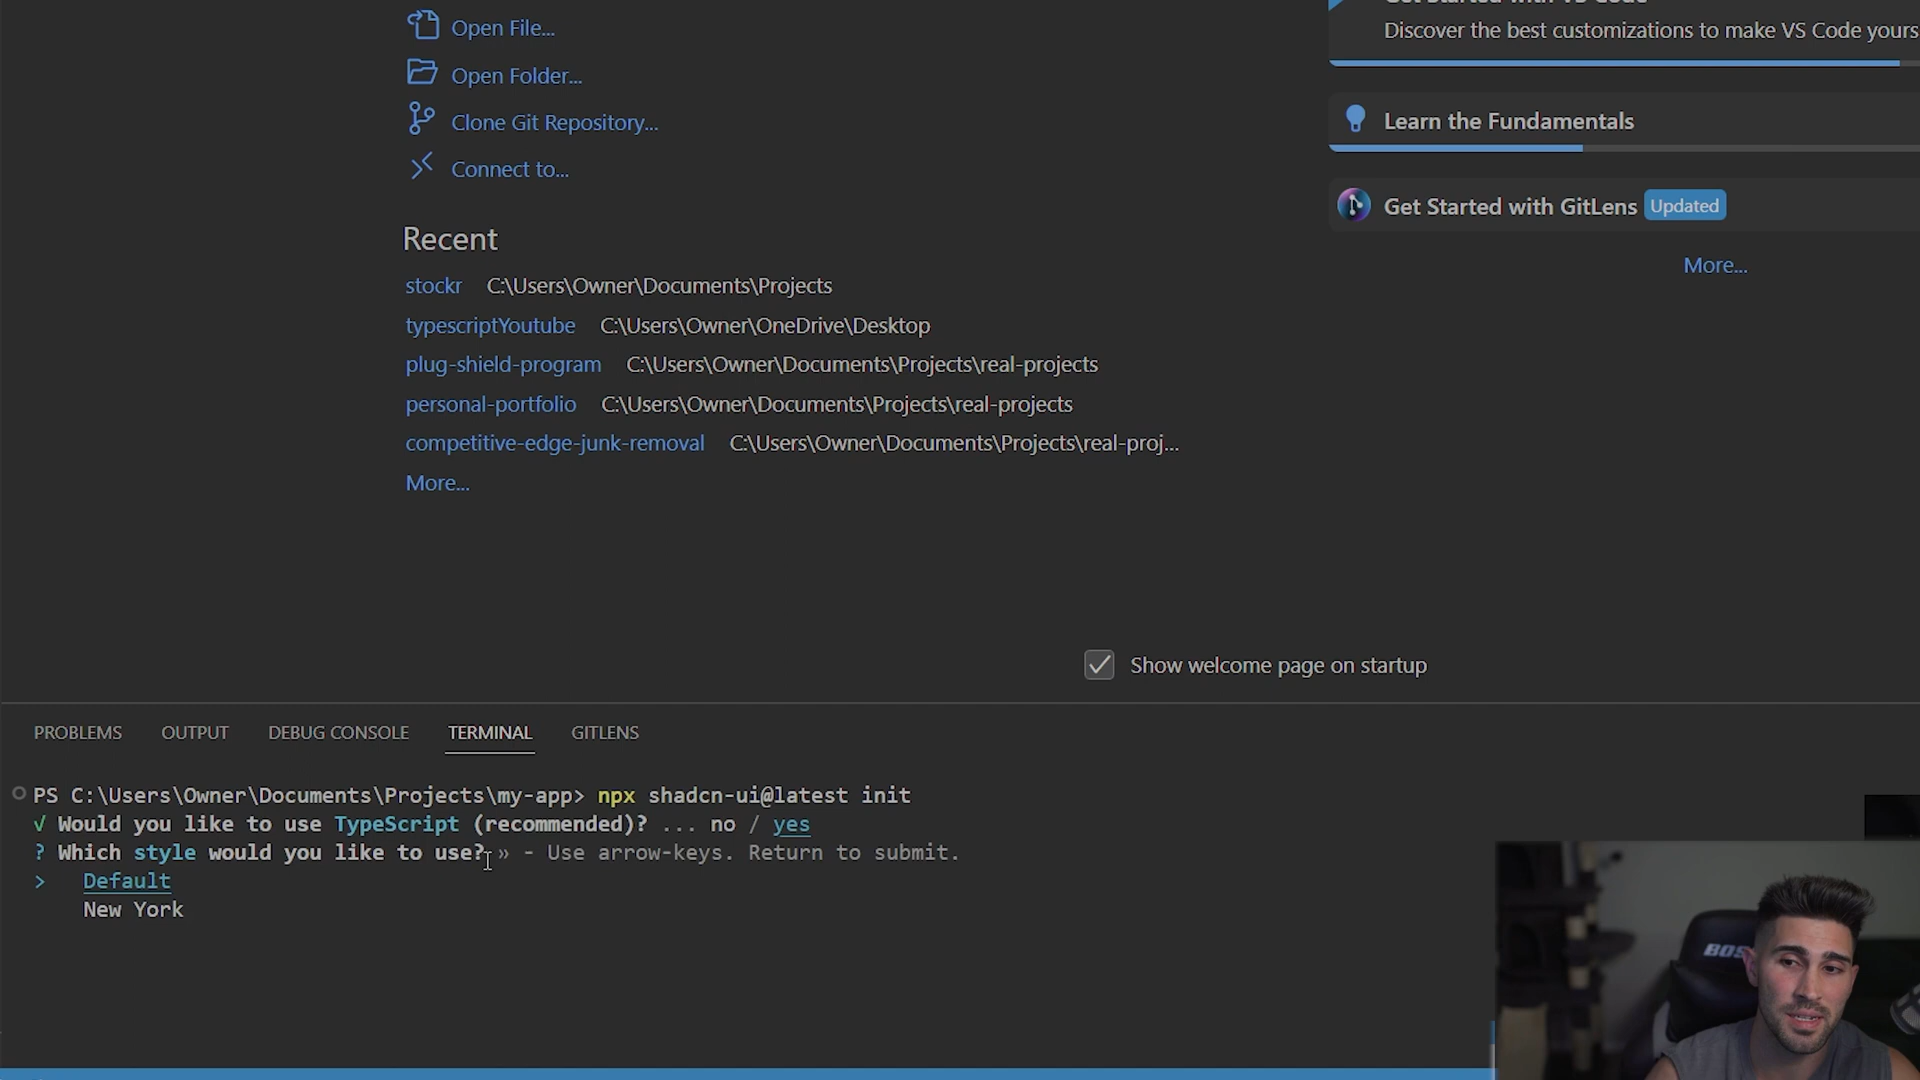 Open File...
Open Folder...
Clone Git Repository...
Connect to...
Recent
stockr C:\Users\Owner\Documents\Projects
typescriptYoutube C:\Users\Owner\OneDrive\Desktop
plug-shield-program C:\Users\Owner\Documents\Projects\real-projects
personal-portfolio C:\Users\Owner\Documents\Projects\real-projects
competitive-edge-junk-removal C:\Users\Owner\Documents\Projects\real-proj...
More...
Get Started with VS Code
Discover the best customizations to make VS Code yours
Learn the Fundamentals
Get Started with GitLens Updated
More...
Show welcome page on startup
PROBLEMS OUTPUT DEBUG CONSOLE TERMINAL GITLENS
PS C:\Users\Owner\Documents\Projects\my-app> npx shadcn-ui@latest init
√ Would you like to use TypeScript (recommended)? ... no / yes
? Which style would you like to use? » - Use arrow-keys. Return to submit.
> Default
New York